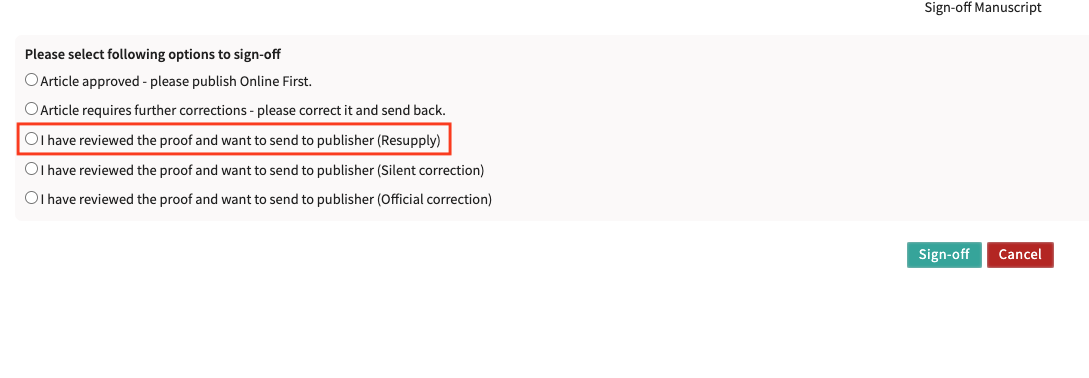 Sign-off Manuscript
Please select following options to sign-off
Article approved - please publish Online First.
Article requires further corrections - please correct it and send back.
I have reviewed the proof and want to send to publisher (Resupply)
I have reviewed the proof and want to send to publisher (Silent correction)
I have reviewed the proof and want to send to publisher (Official correction)
Sign-off Cancel